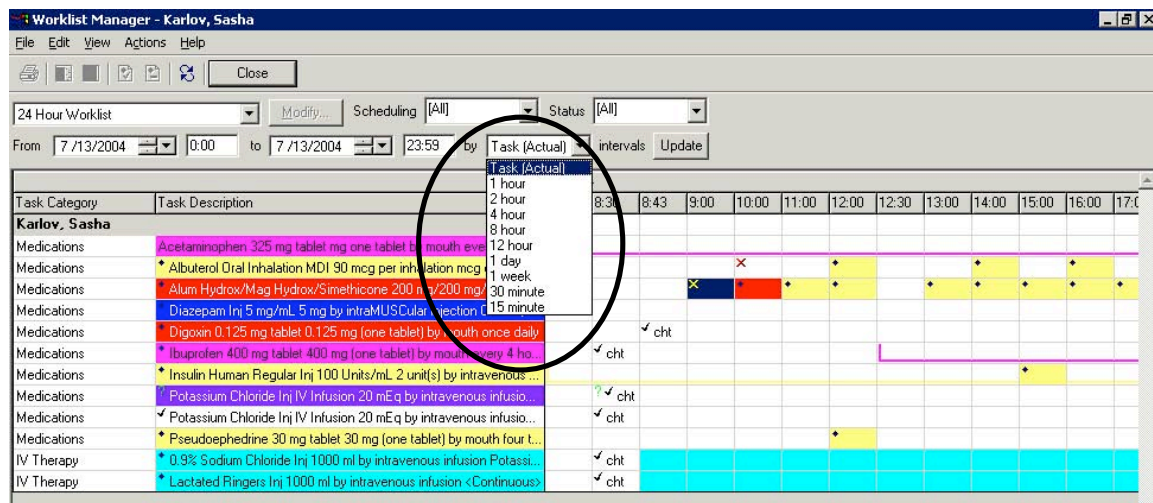 Worklist Manager - Karlov, Sasha
File Edit View Actions Help
Close
24 Hour Worklist Modify... Scheduling [All] Status [All]
From 7/13/2004 0:00 to 7/13/2004 23:59 by Task (Actual) intervals Update
Task (Actual)
1 hour
2 hour
4 hour
8 hour
12 hour
1 day
1 week
30 minute
15 minute
Task Category Task Description 8:30 8:43 9:00 10:00 11:00 12:00 12:30 13:00 14:00 15:00 16:00 17:0
Karlov, Sasha
Medications Acetaminophen 325 mg tablet mg one tablet by mouth eve
Medications Albuterol Oral Inhalation MDI 90 mcg per inhalation mcg
Medications Alum Hydrox/Mag Hydrox/Simethicone 200 mg/200 mg/
Medications Diazepam Inj 5 mg/mL 5 mg by intraMUSCular injection
Medications Digoxin 0.125 mg tablet 0.125 mg (one tablet) by mouth once daily cht
Medications Ibuprofen 400 mg tablet 400 mg (one tablet) by mouth every 4 ho... cht
Medications Insulin Human Regular Inj 100 Units/mL 2 unit(s) by intravenous ...
Medications ? Potassium Chloride Inj IV Infusion 20 mEq by intravenous infusio... ? cht
Medications Potassium Chloride Inj IV Infusion 20 mEq by intravenous infusio... cht
Medications Pseudoephedrine 30 mg tablet 30 mg (one tablet) by mouth four t...
IV Therapy 0.9% Sodium Chloride Inj 1000 ml by intravenous infusion Potassi... cht
IV Therapy Lactated Ringers Inj 1000 ml by intravenous infusion <Continuous> cht